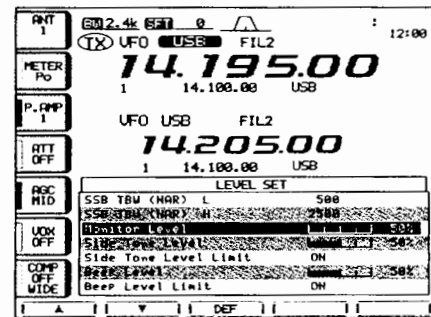 ANT 1
BW 2.4k SFT 0
: 12:00
TX VFO USB FIL2
METER Po
14.195.00
1 14.100.00 USB
P.AMP 1
VFO USB FIL2
ATT OFF
14.205.00
1 14.100.00 USB
AGC MID
LEVEL SET
SSB TBW (NAR) L 500
SSB TBW (NAR) H 2500
Monitor Level 50%
VOX OFF
Side Tone Level 50%
Side Tone Level Limit ON
COMP OFF WIDE
Beep Level 50%
Beep Level Limit ON
DEF